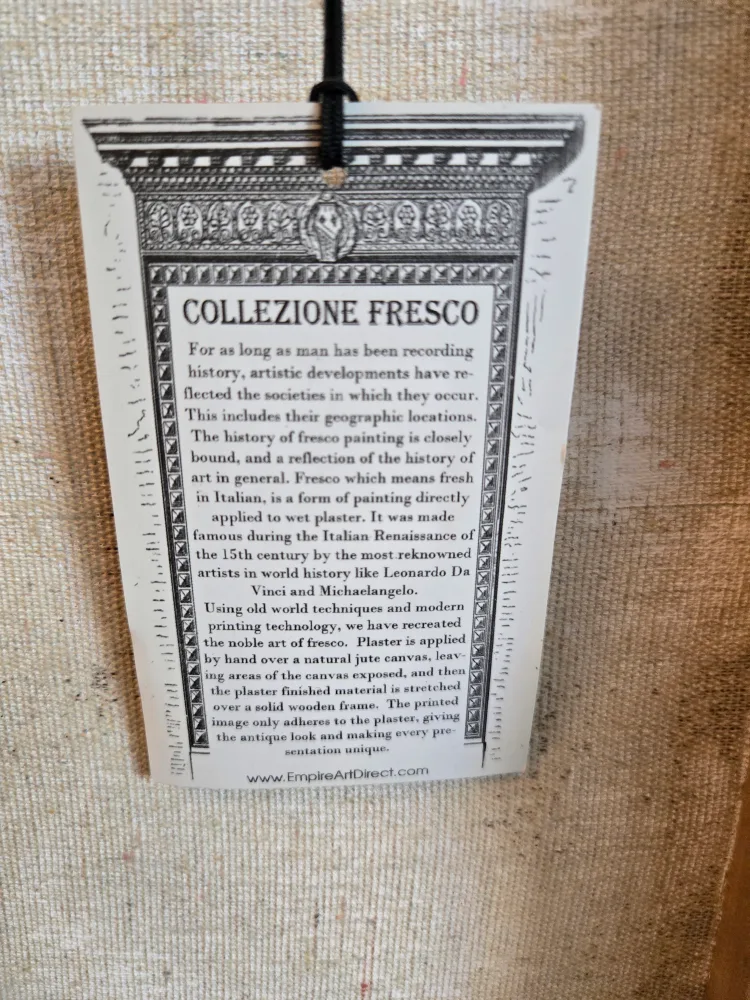 COLLEZIONE FRESCO
For as long as man has been recording
history, artistic developments have re-
flected the societies in which they occur.
This includes their geographic locations.
The history of fresco painting is closely
bound, and a reflection of the history of
art in general. Fresco which means fresh
in Italian, is a form of painting directly
applied to wet plaster. It was made
famous during the Italian Renaissance of
the 15th century by the most reknowned
artists in world history like Leonardo Da
Vinci and Michaelangelo.
Using old world techniques and modern
printing technology, we have recreated
the noble art of fresco. Plaster is applied
by hand over a natural jute canvas, leav-
ing areas of the canvas exposed, and then
the plaster finished material is stretched
over a solid wooden frame. The printed
image only adheres to the plaster, giving
the antique look and making every pre-
sentation unique.
www.EmpireArtDirect.com